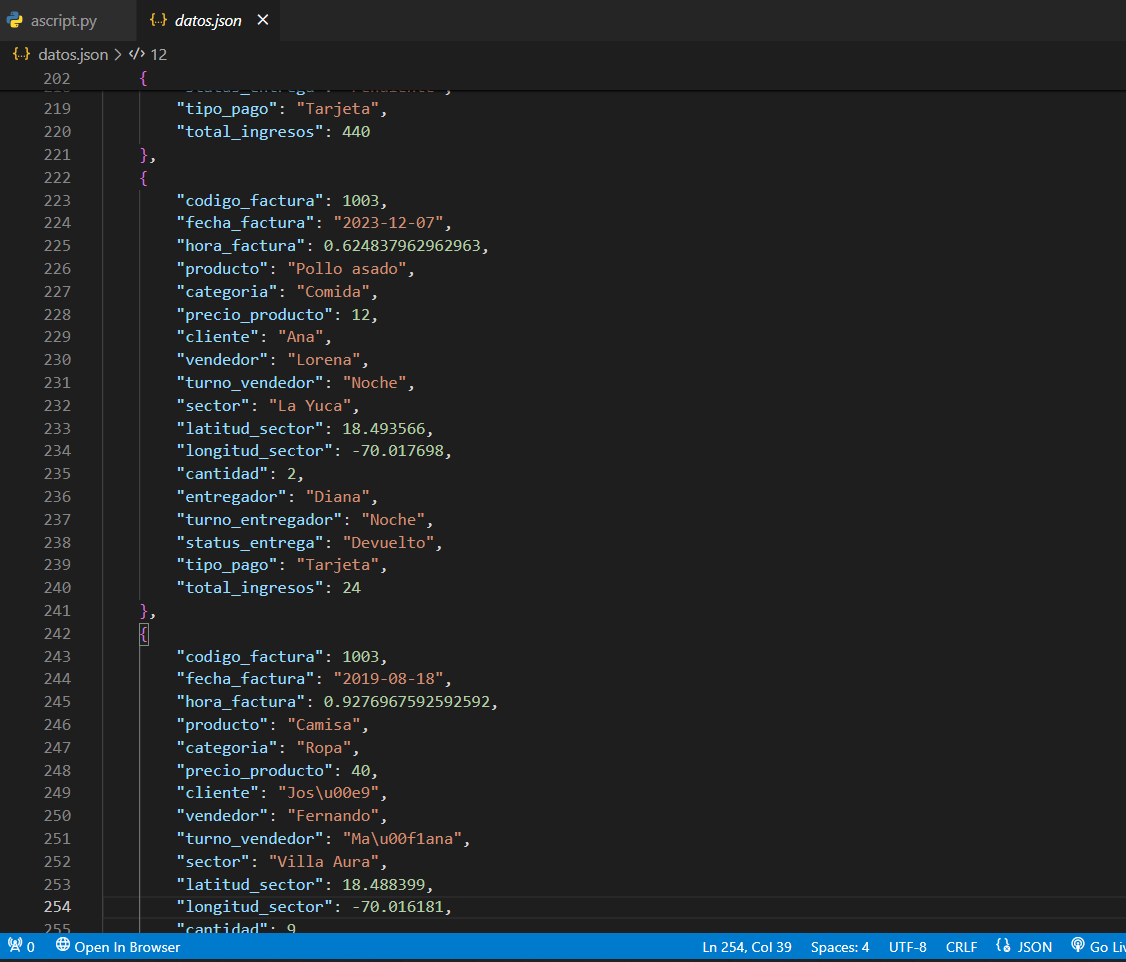 ascript.py
{} datos.json ×
{} datos.json > </> 12
202 {
219 "tipo_pago": "Tarjeta",
220 "total_ingresos": 440
221 },
222 {
223 "codigo_factura": 1003,
224 "fecha_factura": "2023-12-07",
225 "hora_factura": 0.624837962962963,
226 "producto": "Pollo asado",
227 "categoria": "Comida",
228 "precio_producto": 12,
229 "cliente": "Ana",
230 "vendedor": "Lorena",
231 "turno_vendedor": "Noche",
232 "sector": "La Yuca",
233 "latitud_sector": 18.493566,
234 "longitud_sector": -70.017698,
235 "cantidad": 2,
236 "entregador": "Diana",
237 "turno_entregador": "Noche",
238 "status_entrega": "Devuelto",
239 "tipo_pago": "Tarjeta",
240 "total_ingresos": 24
241 },
242 {
243 "codigo_factura": 1003,
244 "fecha_factura": "2019-08-18",
245 "hora_factura": 0.9276967592592592,
246 "producto": "Camisa",
247 "categoria": "Ropa",
248 "precio_producto": 40,
249 "cliente": "Jos\u00e9",
250 "vendedor": "Fernando",
251 "turno_vendedor": "Ma\u00f1ana",
252 "sector": "Villa Aura",
253 "latitud_sector": 18.488399,
254 "longitud_sector": -70.016181,
255 "cantidad": 9
0 Open In Browser Ln 254, Col 39 Spaces: 4 UTF-8 CRLF {} JSON Go Liv